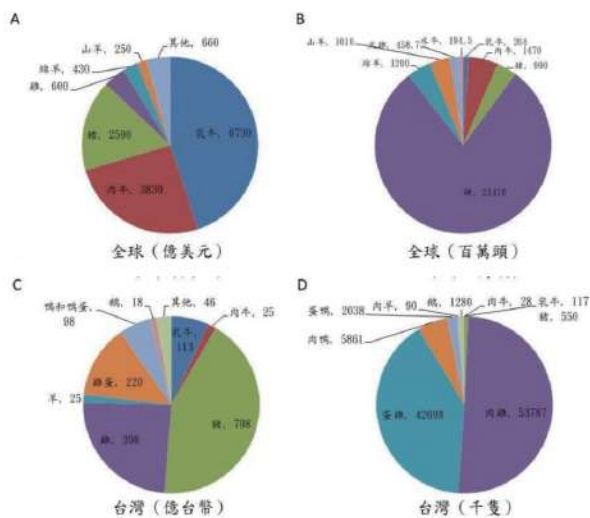 A
其他, 660
山羊, 250
綿羊, 430
雞, 600
豬, 2500
乳牛, 6730
肉牛, 3830
全球（億美元）
B
水牛, 194.5
乳牛, 264
山羊, 1010
火雞, 458.7
肉牛, 1470
綿羊, 1200
豬, 990
全球（百萬頭）
C
鵝, 18
其他, 46
鴨和鴨蛋,
98
肉牛, 25
乳牛,
113
雞蛋, 220
羊, 25
豬, 708
雞, 398
台灣（億台幣）
D
肉羊, 90
鵝, 1280
肉牛, 28
乳牛, 117
蛋鴨, 2038
豬, 550
肉鴨, 5861
蛋雞, 42698
肉雞, 53787
台灣（千隻）